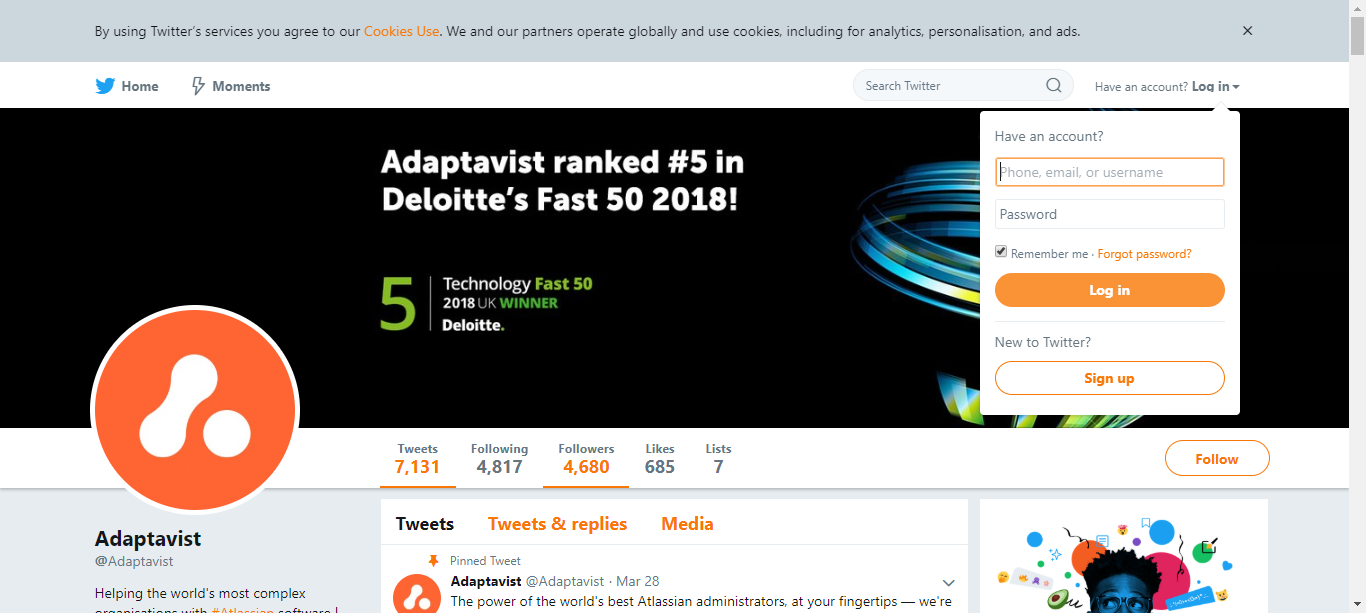 By using Twitter’s services you agree to our Cookies Use. We and our partners operate globally and use cookies, including for analytics, personalisation, and ads.
Home
Moments
Search Twitter
Have an account? Log in
Adaptavist ranked #5 in
Deloitte’s Fast 50 2018!
5
Technology Fast 50
2018 UK WINNER
Deloitte.
Have an account?
Phone, email, or username
Password
Remember me · Forgot password?
Log in
New to Twitter?
Sign up
Tweets
7,131
Following
4,817
Followers
4,680
Likes
685
Lists
7
Follow
Adaptavist
@Adaptavist
Helping the world's most complex
organisations with #Atlassian software |
Tweets
Tweets & replies
Media
Pinned Tweet
Adaptavist @Adaptavist · Mar 28
The power of the world's best Atlassian administrators, at your fingertips — we're